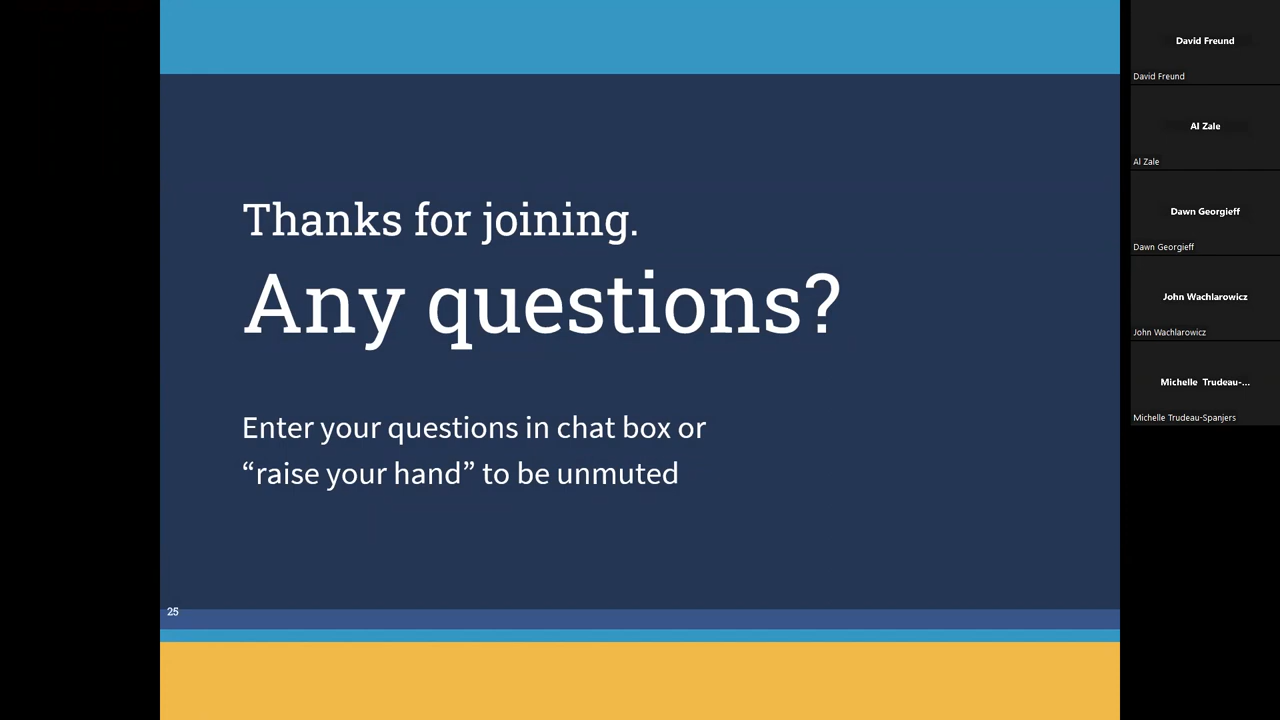 Thanks for joining.
Any questions?
Enter your questions in chat box or
“raise your hand” to be unmuted
25
David Freund
David Freund
Al Zale
Al Zale
Dawn Georgieff
Dawn Georgieff
John Wachlarowicz
John Wachlarowicz
Michelle Trudeau-...
Michelle Trudeau-Spanjers